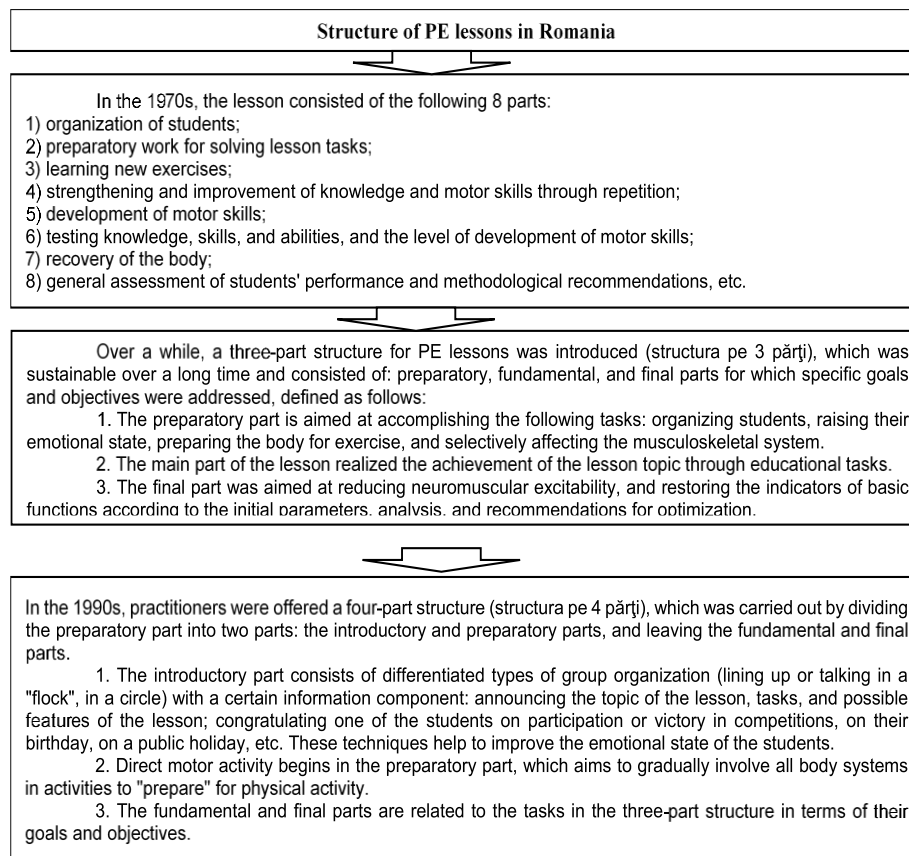 Structure of PE lessons in Romania
In the 1970s, the lesson consisted of the following 8 parts:
1) organization of students;
2) preparatory work for solving lesson tasks;
3) learning new exercises;
4) strengthening and improvement of knowledge and motor skills through repetition;
5) development of motor skills;
6) testing knowledge, skills, and abilities, and the level of development of motor skills;
7) recovery of the body;
8) general assessment of students' performance and methodological recommendations, etc.
Over a while, a three-part structure for PE lessons was introduced (structura pe 3 părţi), which was
sustainable over a long time and consisted of: preparatory, fundamental, and final parts for which specific goals
and objectives were addressed, defined as follows:
1. The preparatory part is aimed at accomplishing the following tasks: organizing students, raising their
emotional state, preparing the body for exercise, and selectively affecting the musculoskeletal system.
2. The main part of the lesson realized the achievement of the lesson topic through educational tasks.
3. The final part was aimed at reducing neuromuscular excitability, and restoring the indicators of basic
functions according to the initial parameters, analysis, and recommendations for optimization.
In the 1990s, practitioners were offered a four-part structure (structura pe 4 părţi), which was carried out by dividing
the preparatory part into two parts: the introductory and preparatory parts, and leaving the fundamental and final
parts.
1. The introductory part consists of differentiated types of group organization (lining up or talking in a
"flock", in a circle) with a certain information component: announcing the topic of the lesson, tasks, and possible
features of the lesson; congratulating one of the students on participation or victory in competitions, on their
birthday, on a public holiday, etc. These techniques help to improve the emotional state of the students.
2. Direct motor activity begins in the preparatory part, which aims to gradually involve all body systems
in activities to "prepare" for physical activity.
3. The fundamental and final parts are related to the tasks in the three-part structure in terms of their
goals and objectives.